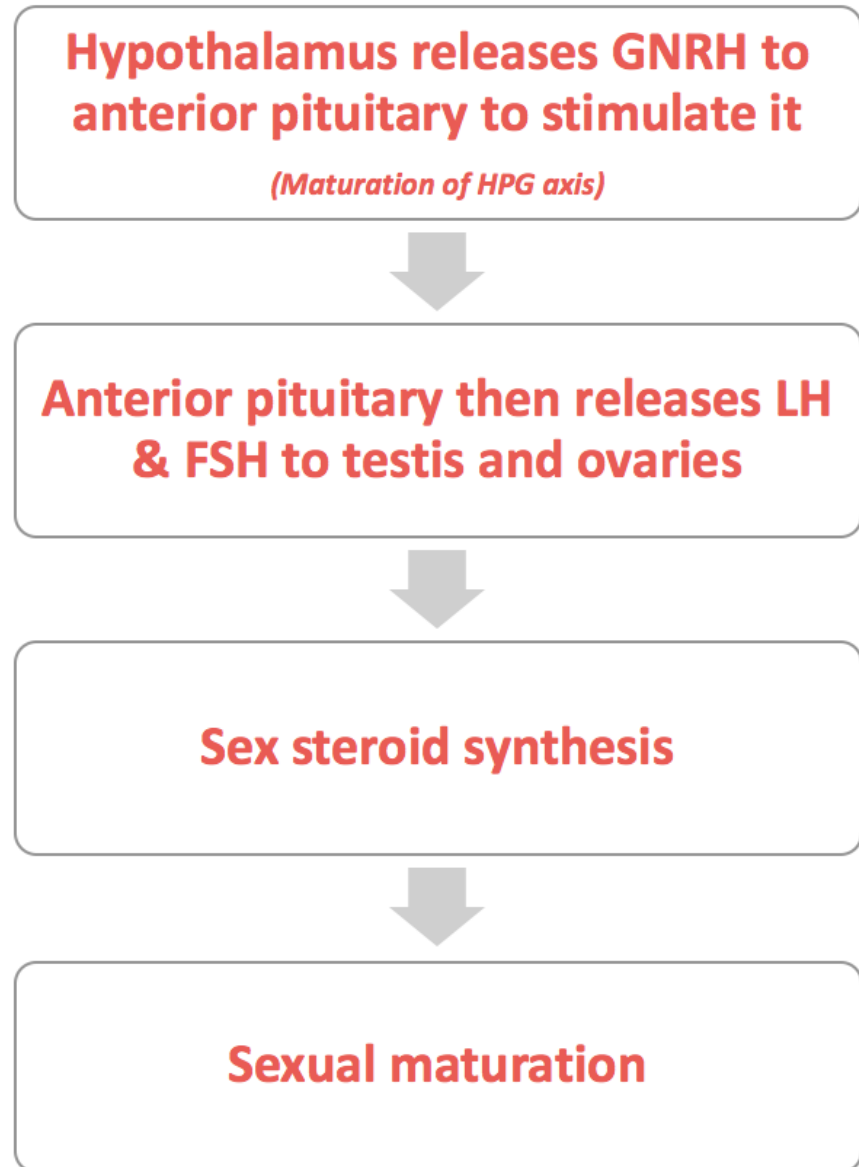 Hypothalamus releases GNRH to
anterior pituitary to stimulate it
(Maturation of HPG axis)
Anterior pituitary then releases LH
& FSH to testis and ovaries
Sex steroid synthesis
Sexual maturation